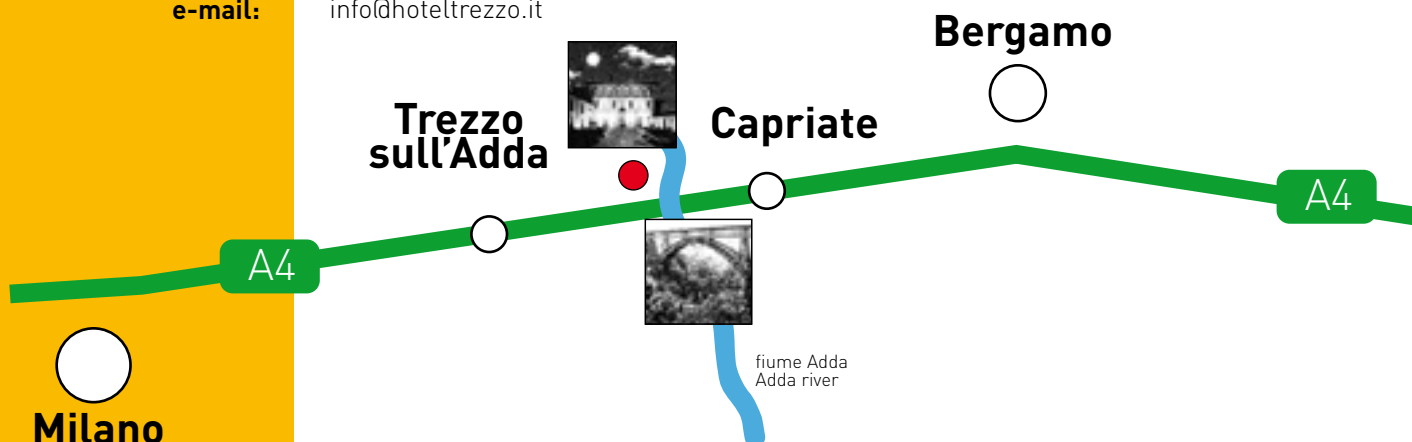 e-mail: info@hoteltrezzo.it
Bergamo
Trezzo
sull'Adda
Capriate
A4
A4
fiume Adda
Adda river
Milano